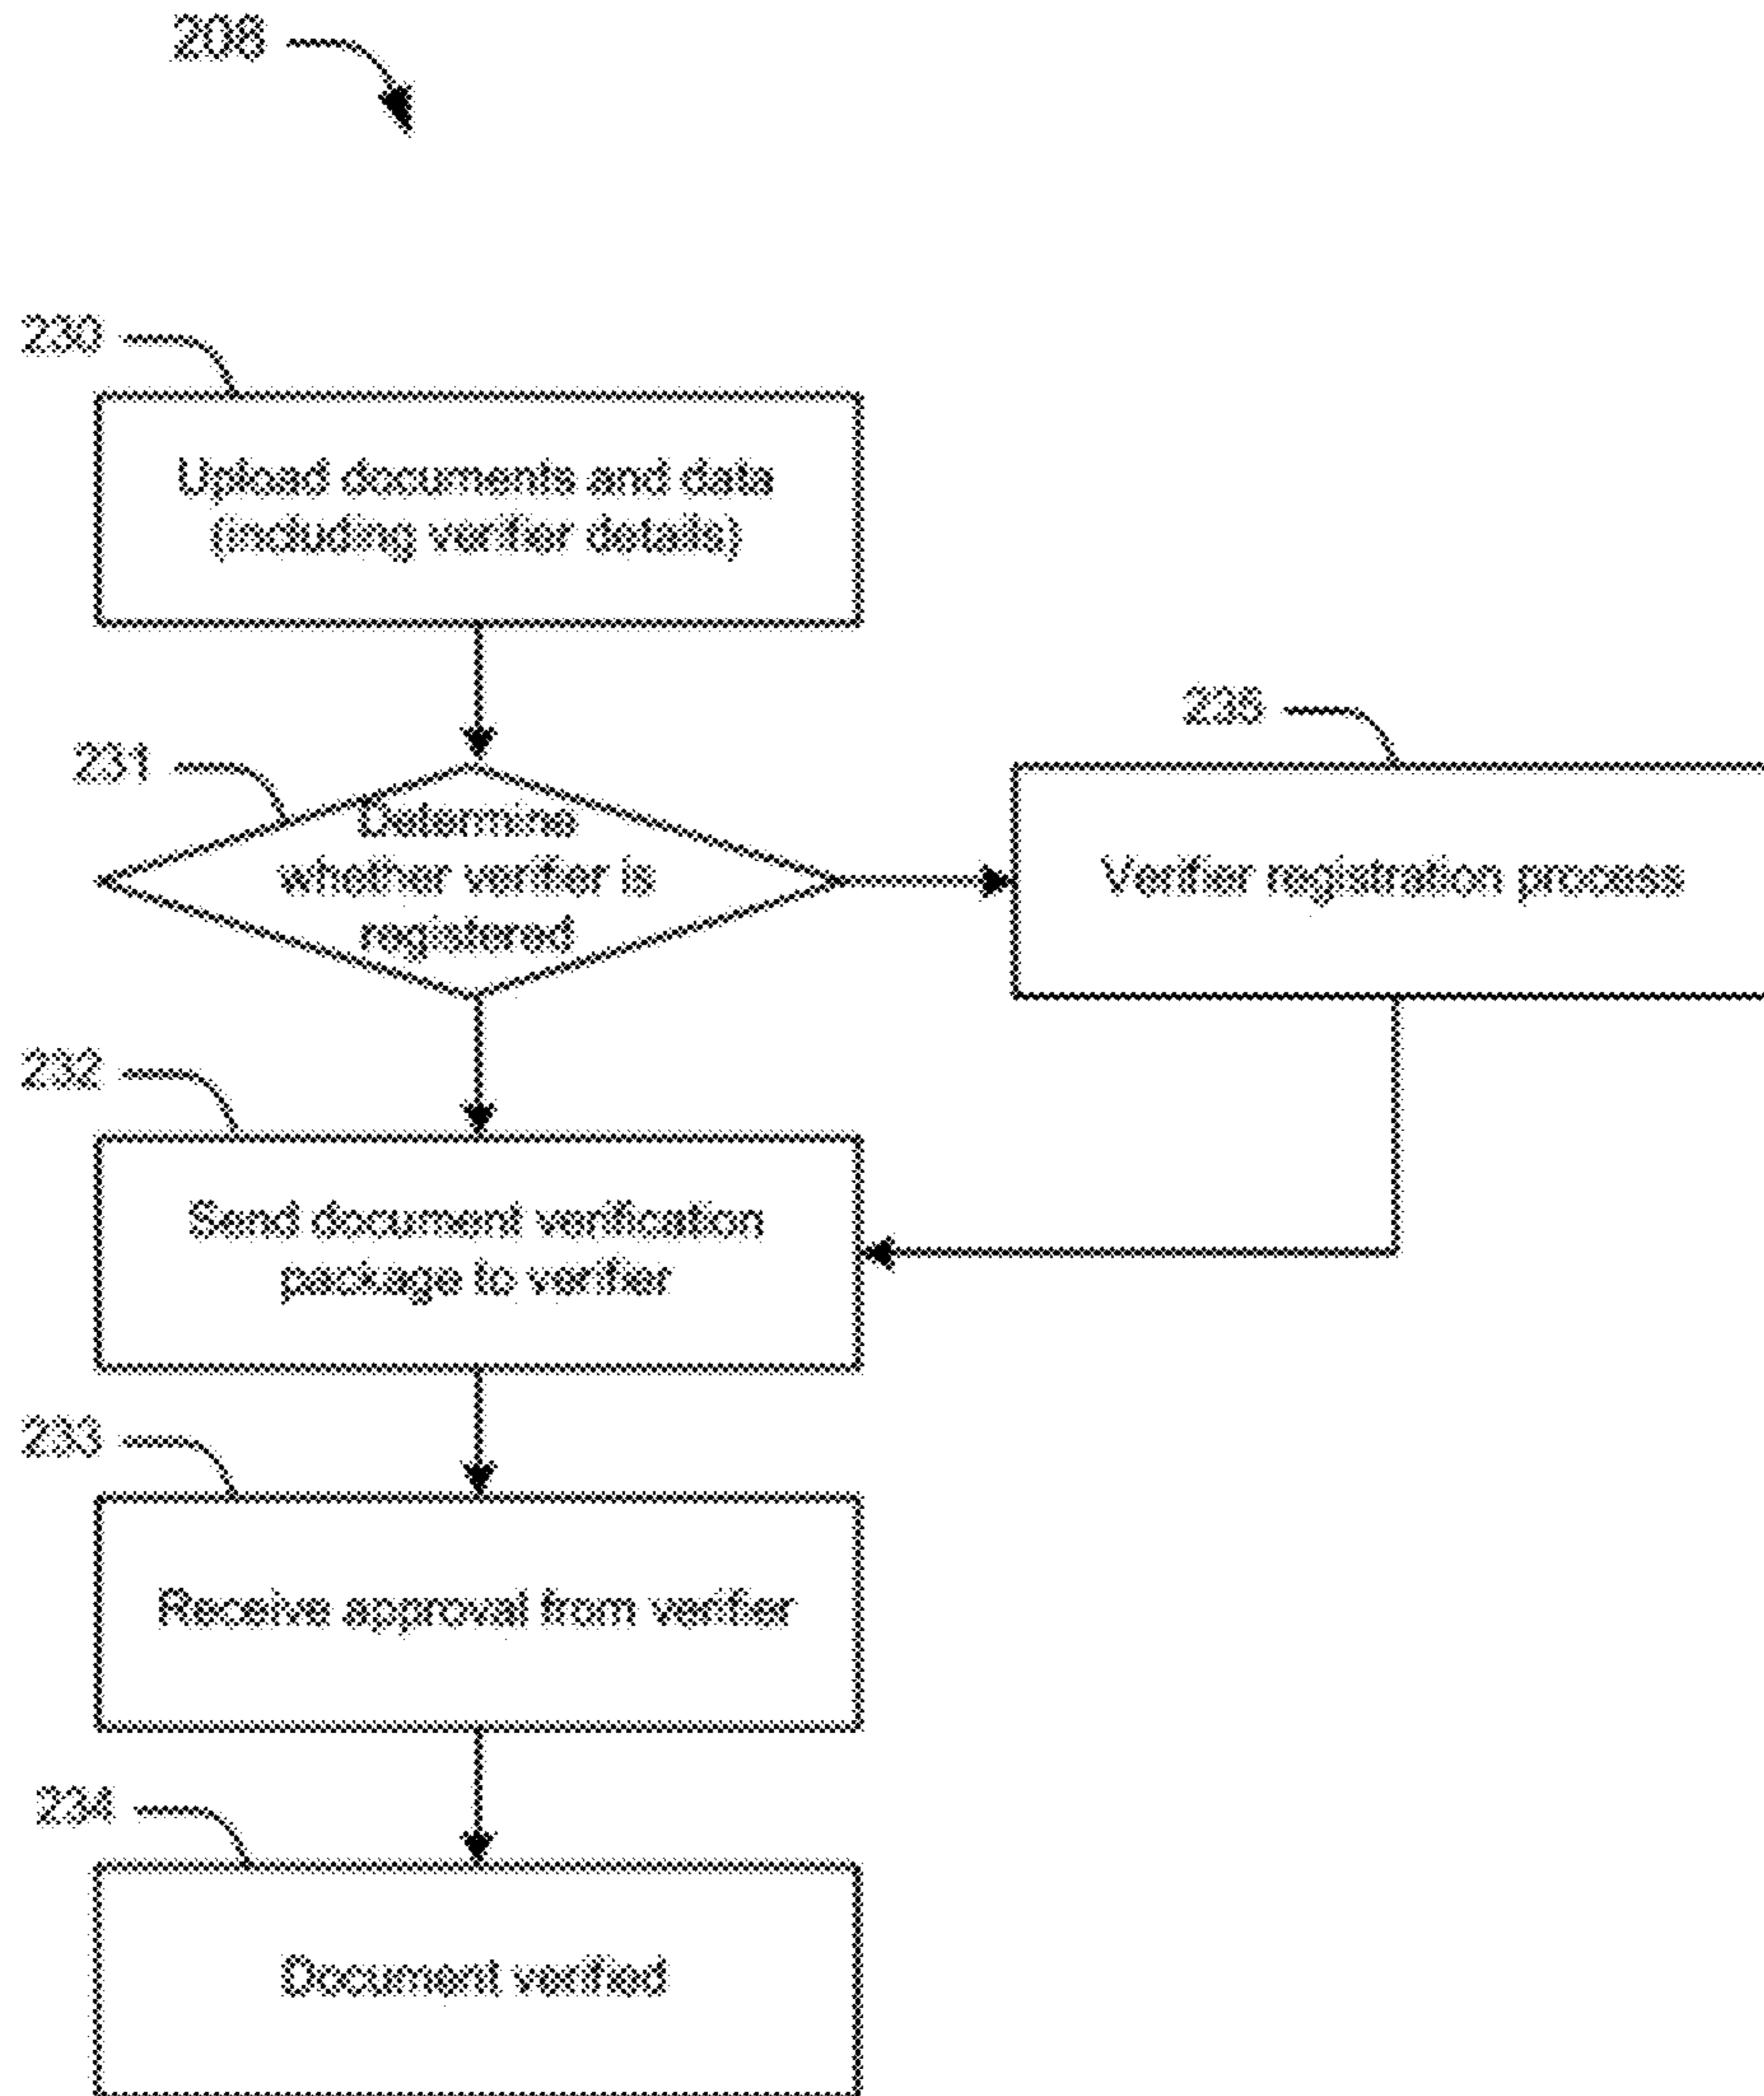 208
230
Upload documents and data
(including verifier details)
231
Determine
whether verifier is
registered
235
Verifier registration process
232
Send document verification
package to verifier
233
Receive approval from verifier
234
Document verified